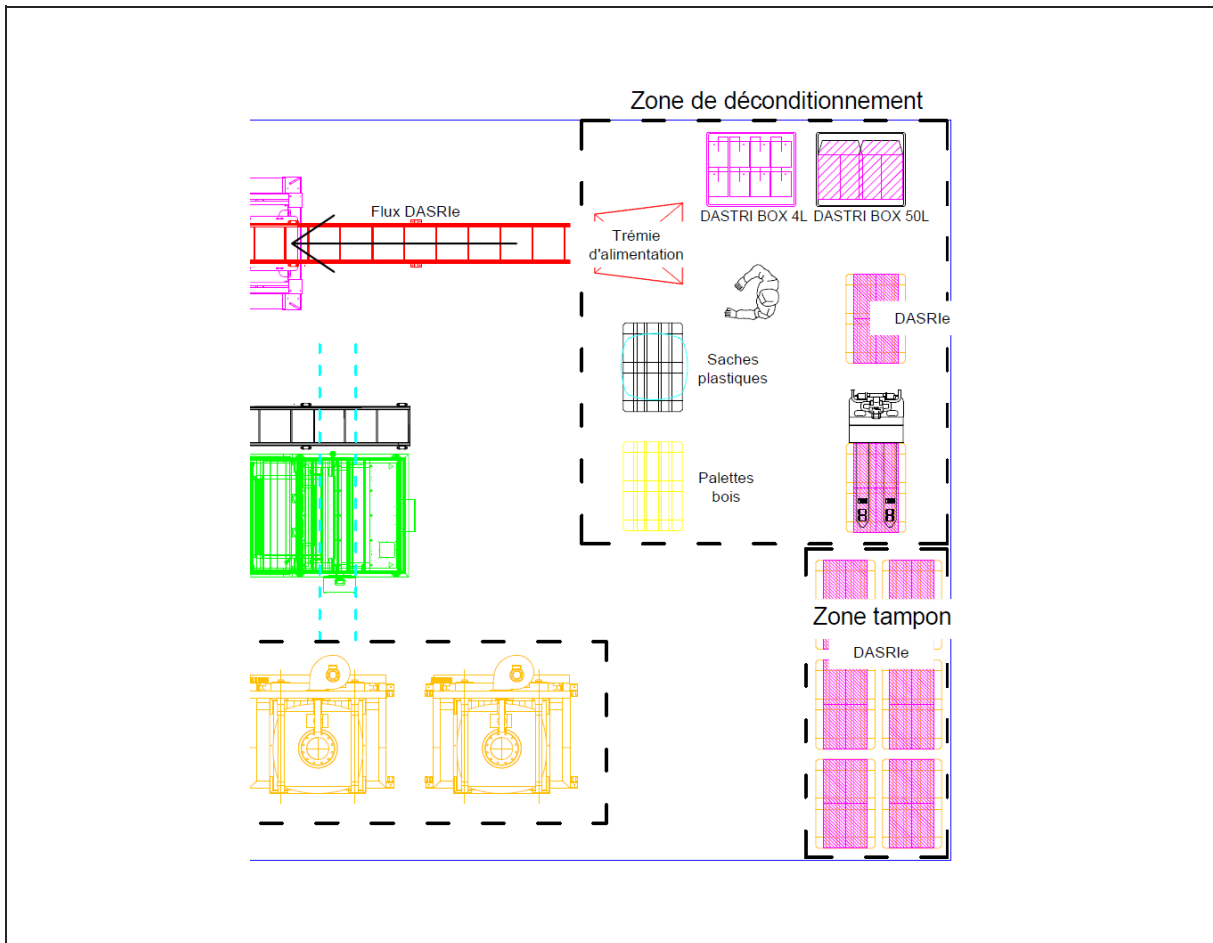 Zone de déconditionnement
DASTRI BOX 4L
DASTRI BOX 50L
Flux DASRIe
Trémie
d'alimentation
DASRIe
Saches
plastiques
Palettes
bois
Zone tampon
DASRIe